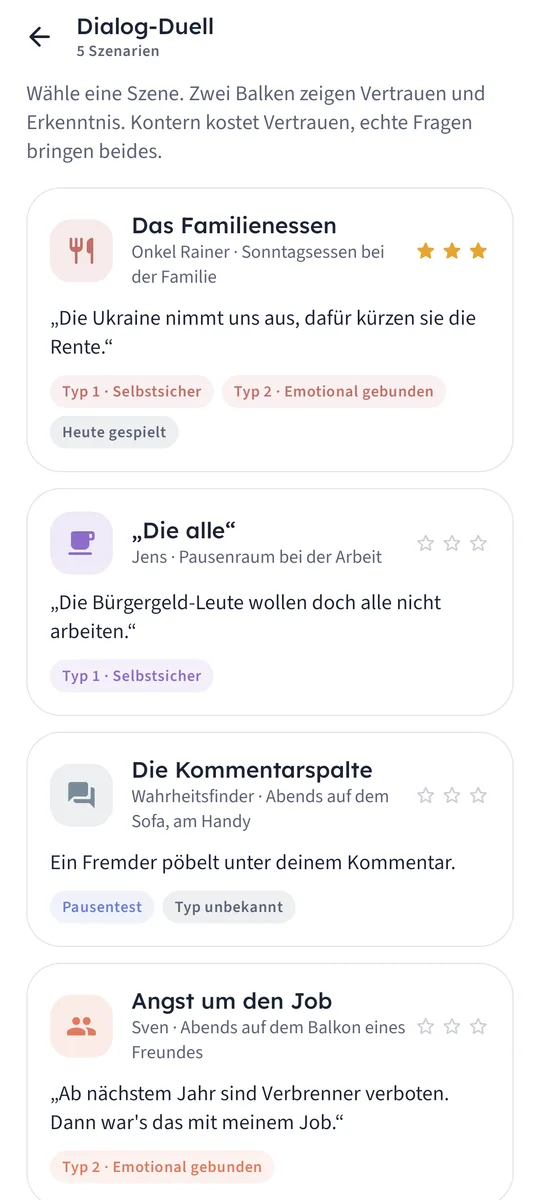 Dialog-Duell
5 Szenarien
Wähle eine Szene. Zwei Balken zeigen Vertrauen und
Erkenntnis. Kontern kostet Vertrauen, echte Fragen
bringen beides.
Das Familienessen
Onkel Rainer · Sonntagsessen bei
der Familie
„Die Ukraine nimmt uns aus, dafür kürzen sie die
Rente.“
Typ 1 · Selbstsicher
Typ 2 · Emotional gebunden
Heute gespielt
„Die alle“
Jens · Pausenraum bei der Arbeit
„Die Bürgergeld-Leute wollen doch alle nicht
arbeiten.“
Typ 1 · Selbstsicher
Die Kommentarspalte
Wahrheitsfinder · Abends auf dem
Sofa, am Handy
Ein Fremder pöbelt unter deinem Kommentar.
Pausentest
Typ unbekannt
Angst um den Job
Sven · Abends auf dem Balkon eines
Freundes
„Ab nächstem Jahr sind Verbrenner verboten.
Dann war's das mit meinem Job.“
Typ 2 · Emotional gebunden